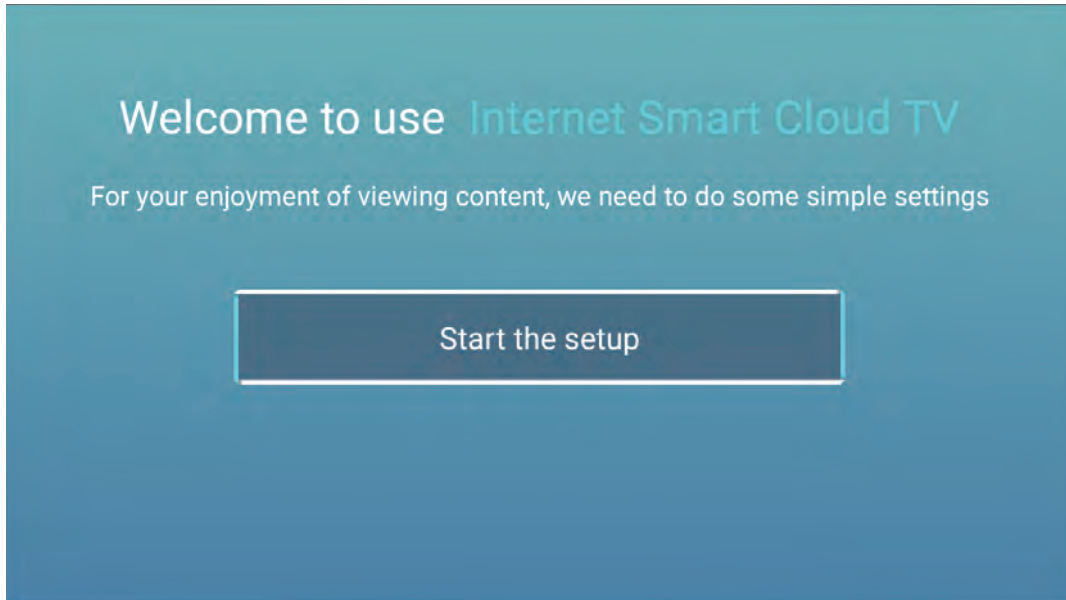 Welcome to use Internet Smart Cloud TV
For your enjoyment of viewing content, we need to do some simple settings
Start the setup